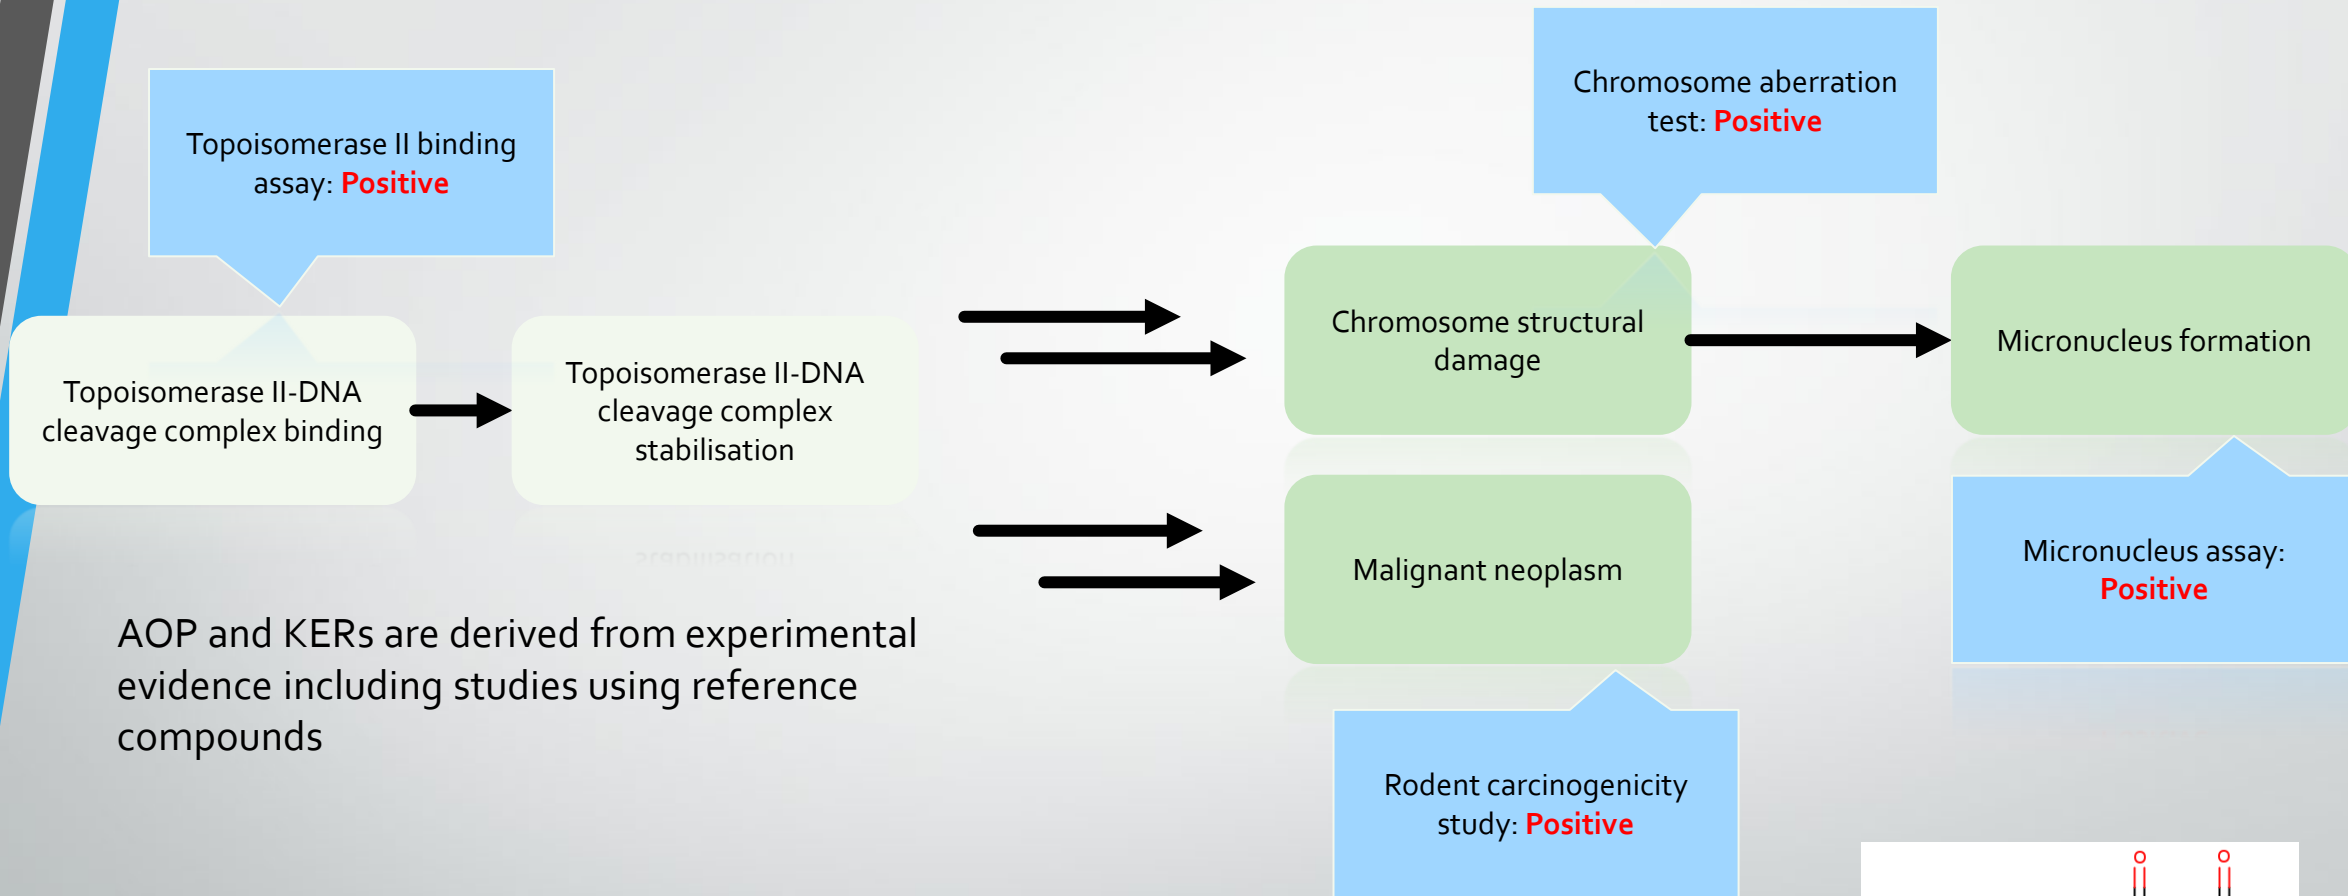 Topoisomerase II binding
assay: Positive
Chromosome aberration
test: Positive
Topoisomerase II-DNA
cleavage complex binding
Topoisomerase II-DNA
cleavage complex
stabilisation
Chromosome structural
damage
Micronucleus formation
Malignant neoplasm
Micronucleus assay:
Positive
AOP and KERs are derived from experimental
evidence including studies using reference
compounds
Rodent carcinogenicity
study: Positive
O O